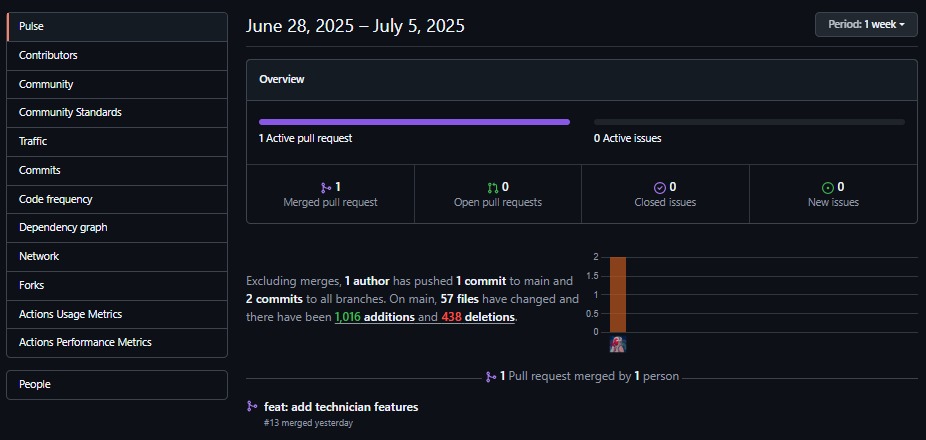 Pulse
Contributors
Community
Community Standards
Traffic
Commits
Code frequency
Dependency graph
Network
Forks
Actions Usage Metrics
Actions Performance Metrics
People
June 28, 2025 – July 5, 2025
Period: 1 week
Overview
1 Active pull request
0 Active issues
1
Merged pull request
0
Open pull requests
0
Closed issues
0
New issues
Excluding merges, 1 author has pushed 1 commit to main and
2 commits to all branches. On main, 57 files have changed and
there have been 1,016 additions and 438 deletions.
2
1.5
1
0.5
0
1 Pull request merged by 1 person
feat: add technician features
#13 merged yesterday